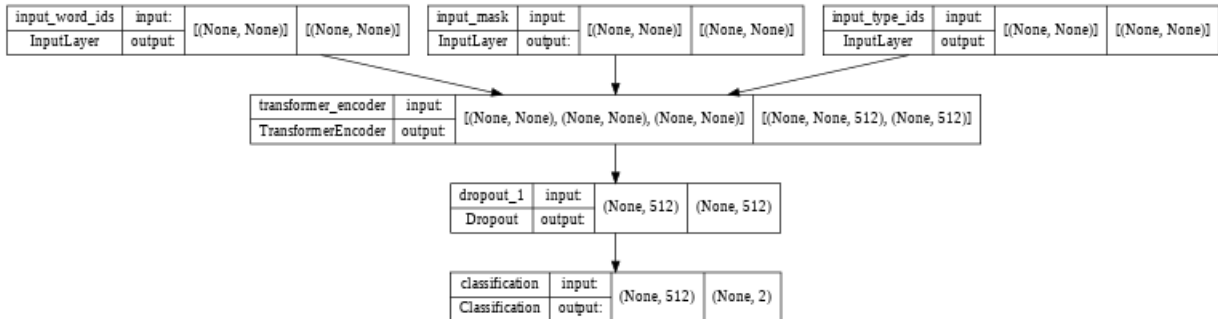 input_word_ids input: [(None, None)] [(None, None)]
InputLayer output:
input_mask input: [(None, None)] [(None, None)]
InputLayer output:
input_type_ids input: [(None, None)] [(None, None)]
InputLayer output:
transformer_encoder input: [(None, None), (None, None), (None, None)] [(None, None, 512), (None, 512)]
TransformerEncoder output:
dropout_1 input: (None, 512) (None, 512)
Dropout output:
classification input: (None, 512) (None, 2)
Classification output: